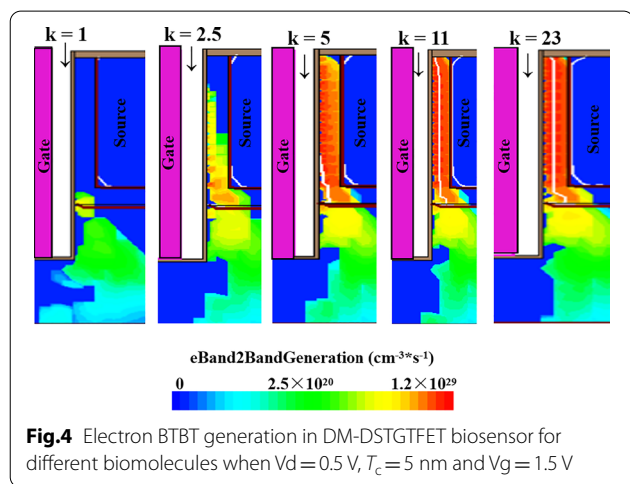 k = 1 k = 2.5 k = 5 k = 11 k = 23
Gate Source Gate Source Gate Source Gate Source Gate Source
eBand2BandGeneration (cm⁻³*s⁻¹)
0 2.5×10²⁰ 1.2×10²⁹
Fig.4 Electron BTBT generation in DM-DSTGTFET biosensor for
different biomolecules when Vd = 0.5 V, Tc = 5 nm and Vg = 1.5 V